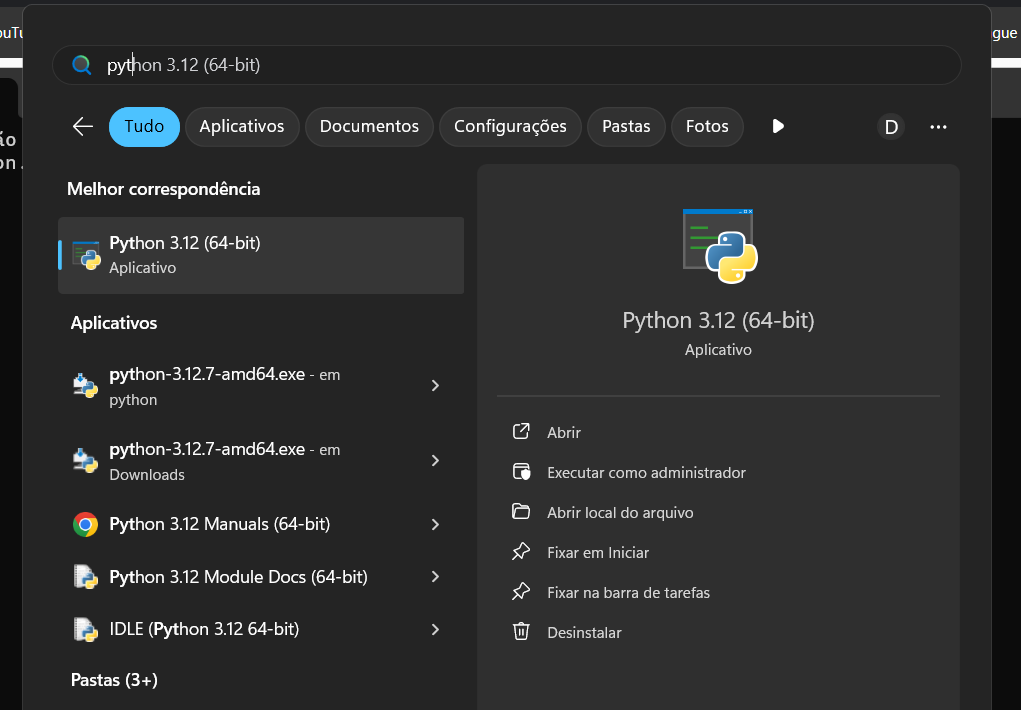 ouTu
gue
python 3.12 (64-bit)
Tudo
Aplicativos
Documentos
Configurações
Pastas
Fotos
D
ão
on.
Melhor correspondência
Python 3.12 (64-bit)
Aplicativo
Aplicativos
python-3.12.7-amd64.exe - em
python
python-3.12.7-amd64.exe - em
Downloads
Python 3.12 Manuals (64-bit)
Python 3.12 Module Docs (64-bit)
IDLE (Python 3.12 64-bit)
Pastas (3+)
Python 3.12 (64-bit)
Aplicativo
Abrir
Executar como administrador
Abrir local do arquivo
Fixar em Iniciar
Fixar na barra de tarefas
Desinstalar